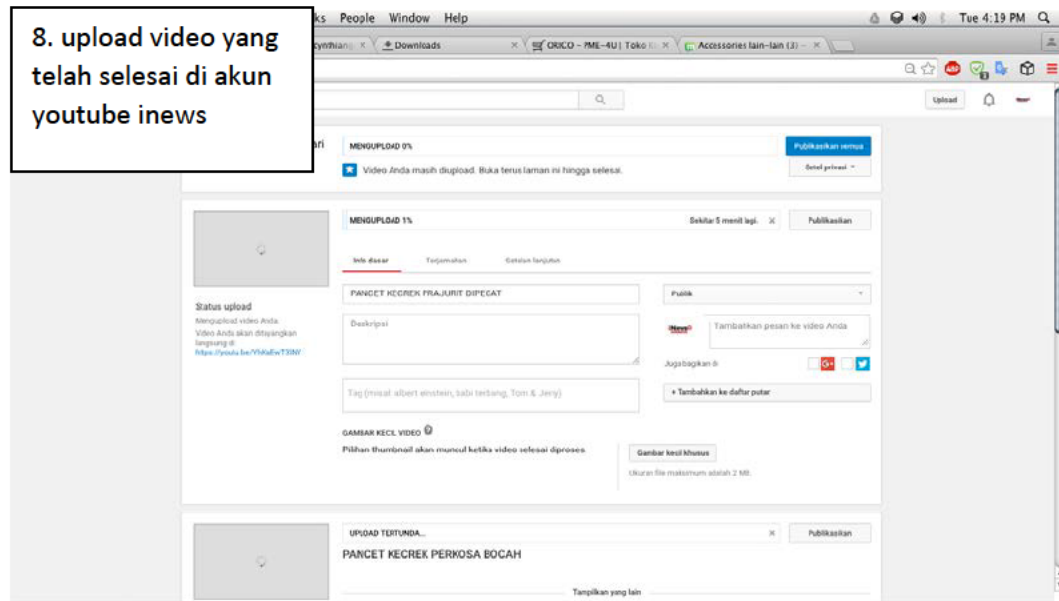 8. upload video yang
telah selesai di akun
youtube inews
ks People Window Help
Tue 4:19 PM
cynthiang
Downloads
ORICO - PME-4U | Toko
Accessories lain-lain (3) -
Upload
ari
MENGUPLOAD 0%
Publikasikan semua
Video Anda masih diupload. Buka terus laman ini hingga selesai.
Setel privasi
MENGUPLOAD 1%
Sekitar 5 menit lagi.
Publikasikan
Info dasar
Terjemahan
Setelan lanjutan
PANCET KECREK PRAJURIT DIPECAT
Publik
Status upload
Mengupload video Anda.
Video Anda akan ditayangkan
langsung di:
Deskripsi
iNews
Tambahkan pesan ke video Anda
Juga bagikan di
G+
Tag (misal: albert einstein, babi terbang, Tom & Jerry)
+ Tambahkan ke daftar putar
GAMBAR KECIL VIDEO
Pilihan thumbnail akan muncul ketika video selesai diproses
Gambar kecil khusus
Ukuran file maksimum adalah 2 MB.
UPLOAD TERTUNDA...
Publikasikan
PANCET KECREK PERKOSA BOCAH
Tampilkan yang lain